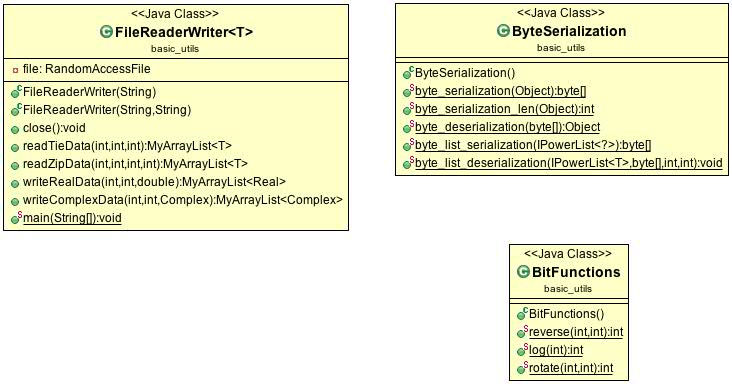 <<Java Class>>
FileReaderWriter<T>
basic_utils
file: RandomAccessFile
FileReaderWriter(String)
FileReaderWriter(String,String)
close():void
readTieData(int,int,int):MyArrayList<T>
readZipData(int,int,int,int):MyArrayList<T>
writeRealData(int,int,double):MyArrayList<Real>
writeComplexData(int,int,Complex):MyArrayList<Complex>
main(String[]):void
<<Java Class>>
ByteSerialization
basic_utils
ByteSerialization()
byte_serialization(Object):byte[]
byte_serialization_len(Object):int
byte_deserialization(byte[]):Object
byte_list_serialization(IPowerList<?>):byte[]
byte_list_deserialization(IPowerList<T>,byte[],int,int):void
<<Java Class>>
BitFunctions
basic_utils
BitFunctions()
reverse(int,int):int
log(int):int
rotate(int,int):int